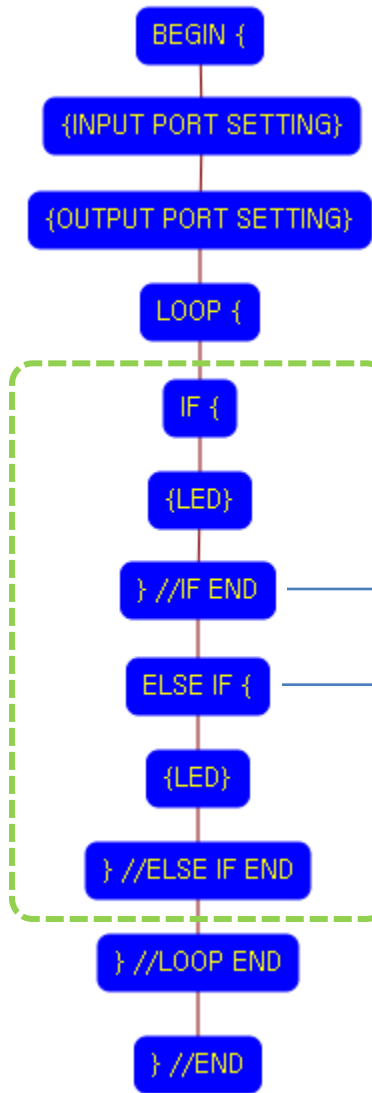 BEGIN {
{INPUT PORT SETTING}
{OUTPUT PORT SETTING}
LOOP {
IF {
{LED}
} //IF END
ELSE IF {
{LED}
} //ELSE IF END
} //LOOP END
} //END